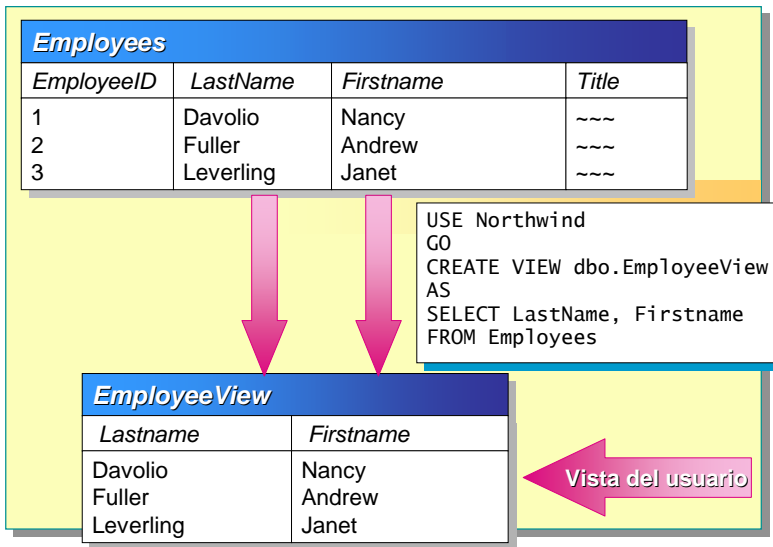 Employees
EmployeeID LastName Firstname Title
1 Davolio Nancy ~~~
2 Fuller Andrew ~~~
3 Leverling Janet ~~~
USE Northwind
GO
CREATE VIEW dbo.EmployeeView
AS
SELECT LastName, Firstname
FROM Employees
EmployeeView
Lastname Firstname
Davolio Nancy
Fuller Andrew
Leverling Janet
Vista del usuario